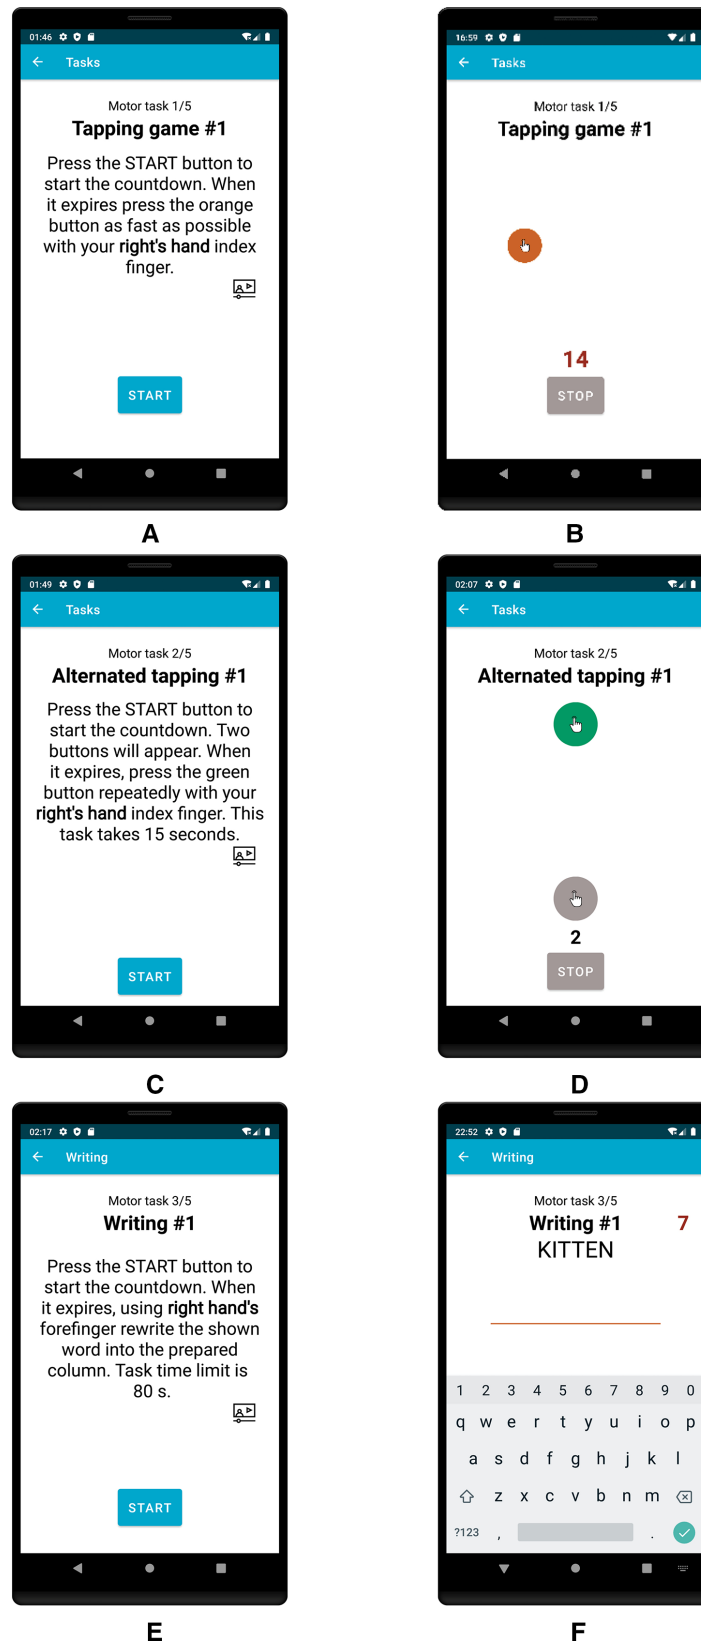 01:46
Tasks
Motor task 1/5
Tapping game #1
Press the START button to
start the countdown. When
it expires press the orange
button as fast as possible
with your right's hand index
finger.
START
A
16:59
Tasks
Motor task 1/5
Tapping game #1
14
STOP
B
01:49
Tasks
Motor task 2/5
Alternated tapping #1
Press the START button to
start the countdown. Two
buttons will appear. When
it expires, press the green
button repeatedly with your
right's hand index finger. This
task takes 15 seconds.
START
C
02:07
Tasks
Motor task 2/5
Alternated tapping #1
2
STOP
D
02:17
Writing
Motor task 3/5
Writing #1
Press the START button to
start the countdown. When
it expires, using right hand's
forefinger rewrite the shown
word into the prepared
column. Task time limit is
80 s.
START
E
22:52
Writing
Motor task 3/5
Writing #1 7
KITTEN
1 2 3 4 5 6 7 8 9 0
q w e r t y u i o p
a s d f g h j k l
z x c v b n m
?123 , .
F